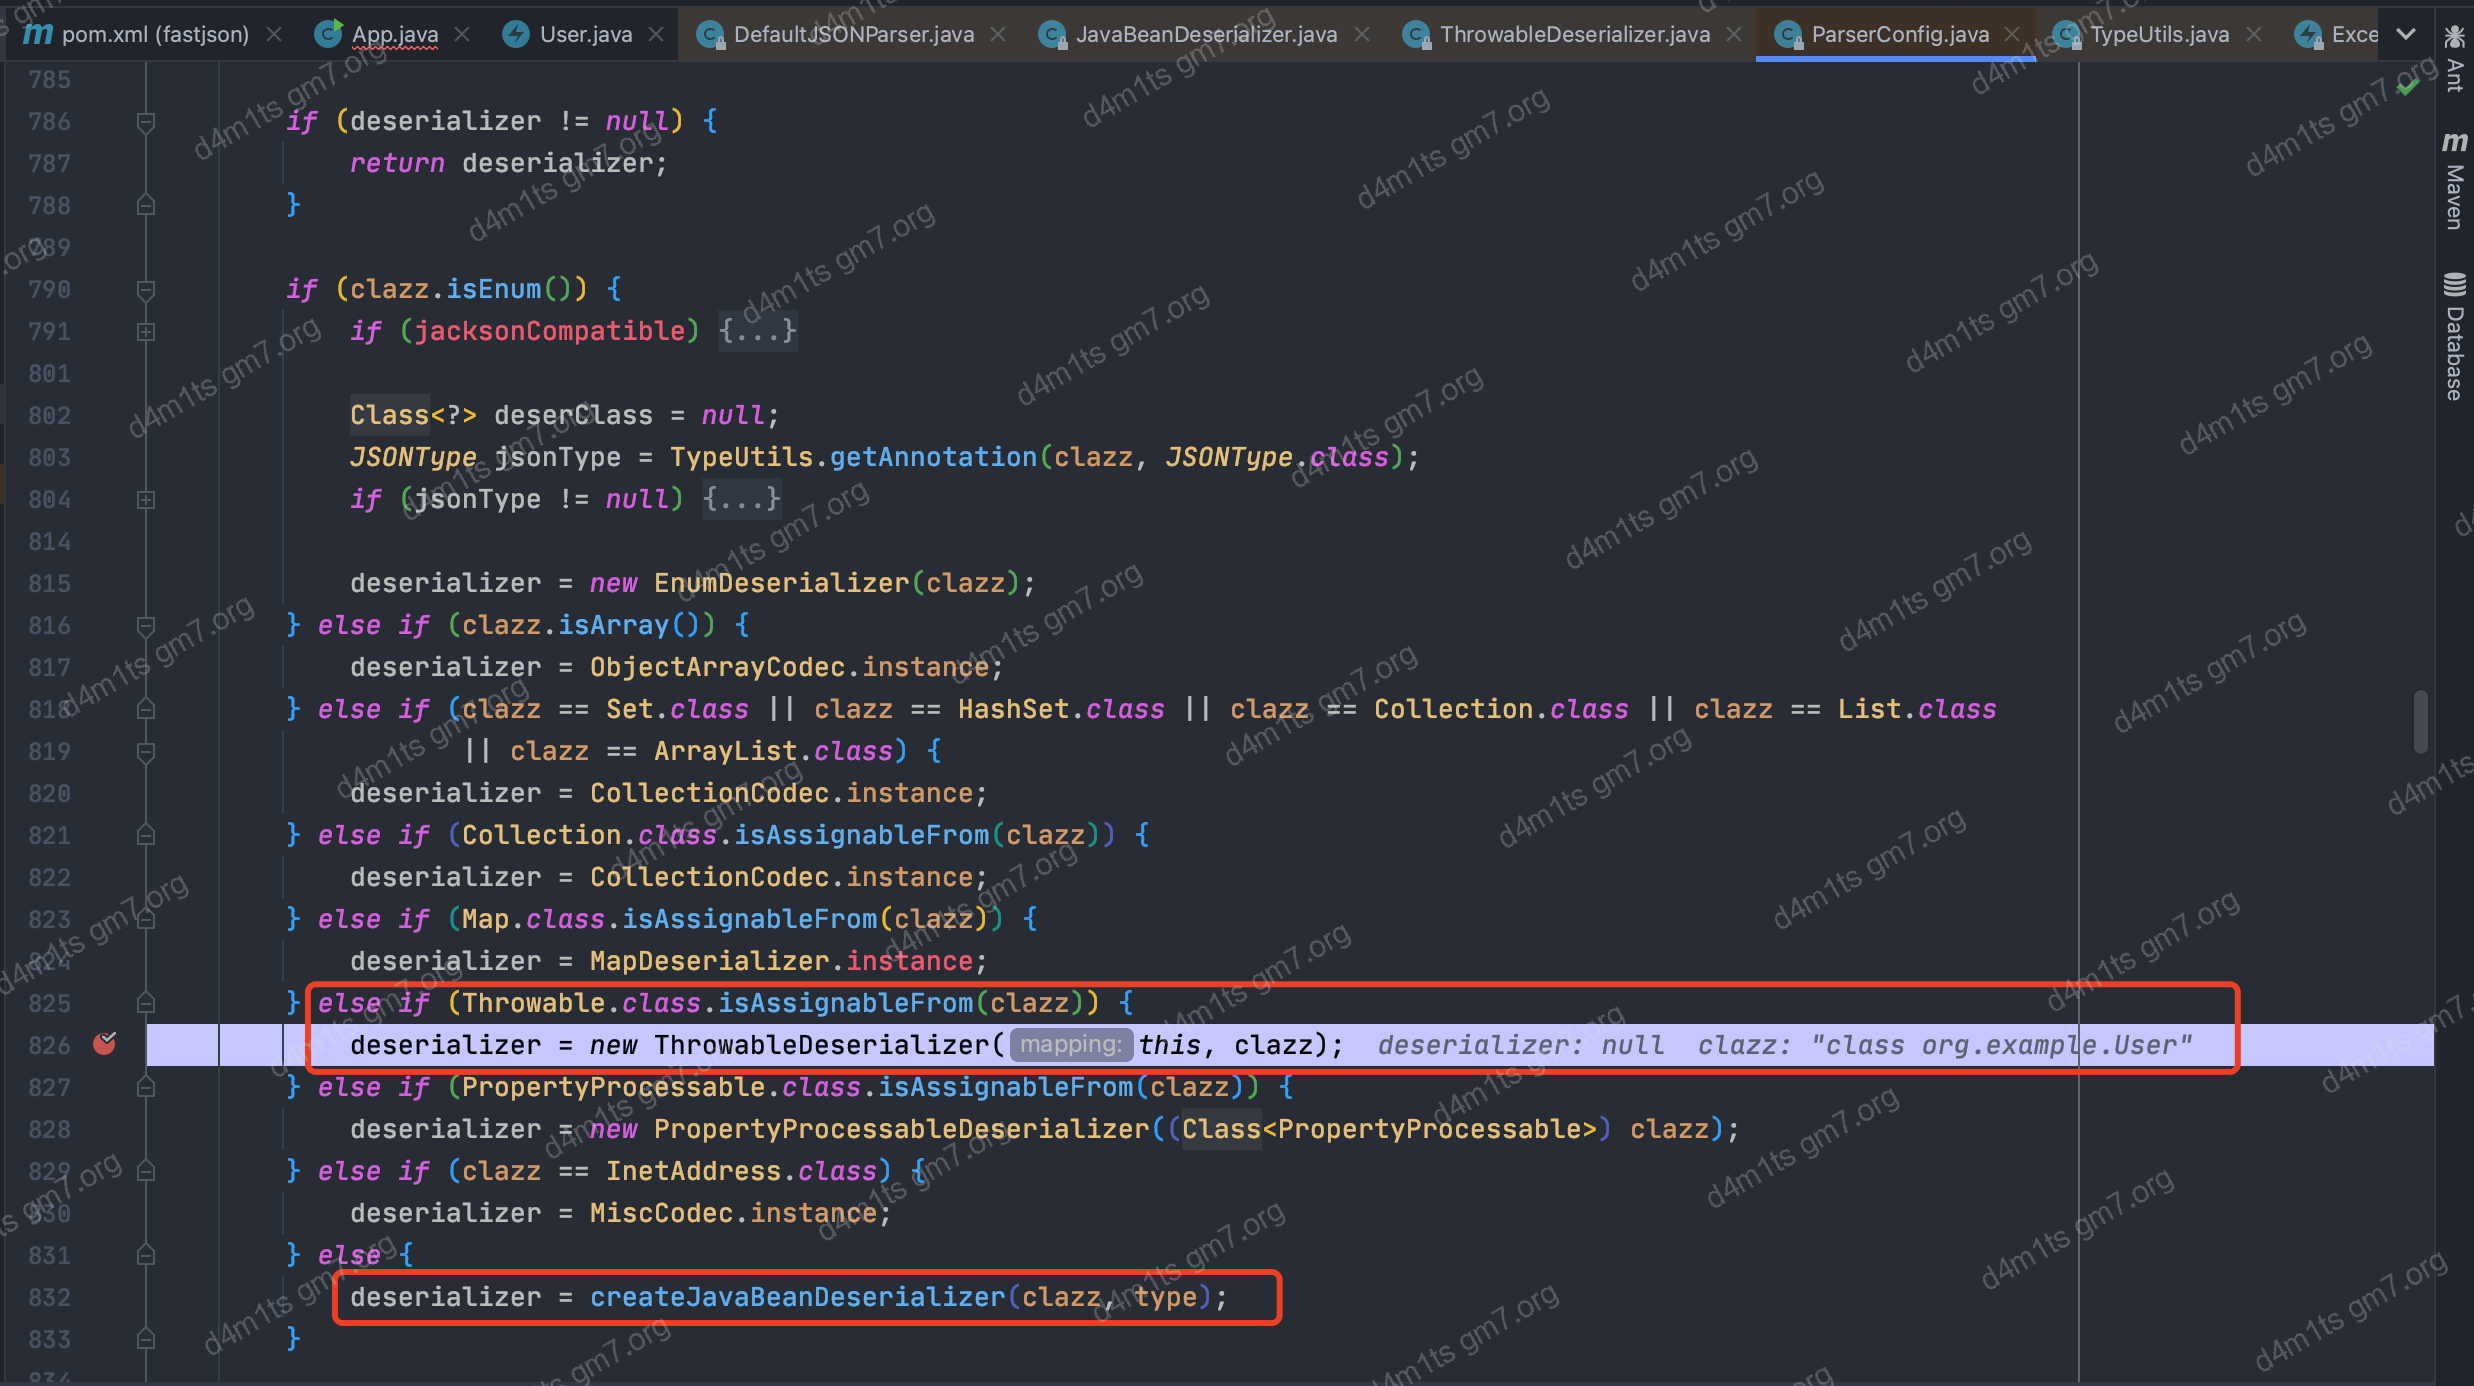 pom.xml (fastjson) App.java User.java DefaultJSONParser.java JavaBeanDeserializer.java ThrowableDeserializer.java ParserConfig.java TypeUtils.java Exce
785
786 if (deserializer != null) {
787 return deserializer;
788 }
789
790 if (clazz.isEnum()) {
791 if (jacksonCompatible) {...}
801
802 Class<?> deserClass = null;
803 JSONType jsonType = TypeUtils.getAnnotation(clazz, JSONType.class);
804 if (jsonType != null) {...}
814
815 deserializer = new EnumDeserializer(clazz);
816 } else if (clazz.isArray()) {
817 deserializer = ObjectArrayCodec.instance;
818 } else if (clazz == Set.class || clazz == HashSet.class || clazz == Collection.class || clazz == List.class
819 || clazz == ArrayList.class) {
820 deserializer = CollectionCodec.instance;
821 } else if (Collection.class.isAssignableFrom(clazz)) {
822 deserializer = CollectionCodec.instance;
823 } else if (Map.class.isAssignableFrom(clazz)) {
824 deserializer = MapDeserializer.instance;
825 } else if (Throwable.class.isAssignableFrom(clazz)) {
826 deserializer = new ThrowableDeserializer( mapping: this, clazz); deserializer: null clazz: "class org.example.User"
827 } else if (PropertyProcessable.class.isAssignableFrom(clazz)) {
828 deserializer = new PropertyProcessableDeserializer((Class<PropertyProcessable>) clazz);
829 } else if (clazz == InetAddress.class) {
830 deserializer = MiscCodec.instance;
831 } else {
832 deserializer = createJavaBeanDeserializer(clazz, type);
833 }
834
Ant
Maven
Database
d4m1ts gm7.org